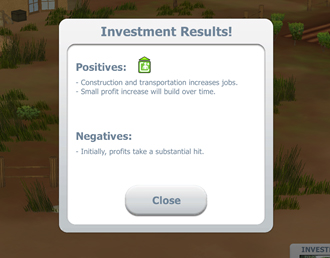 Investment Results!
Positives:
- Construction and transportation increases jobs.
- Small profit increase will build over time.
Negatives:
- Initially, profits take a substantial hit.
Close
INVEST